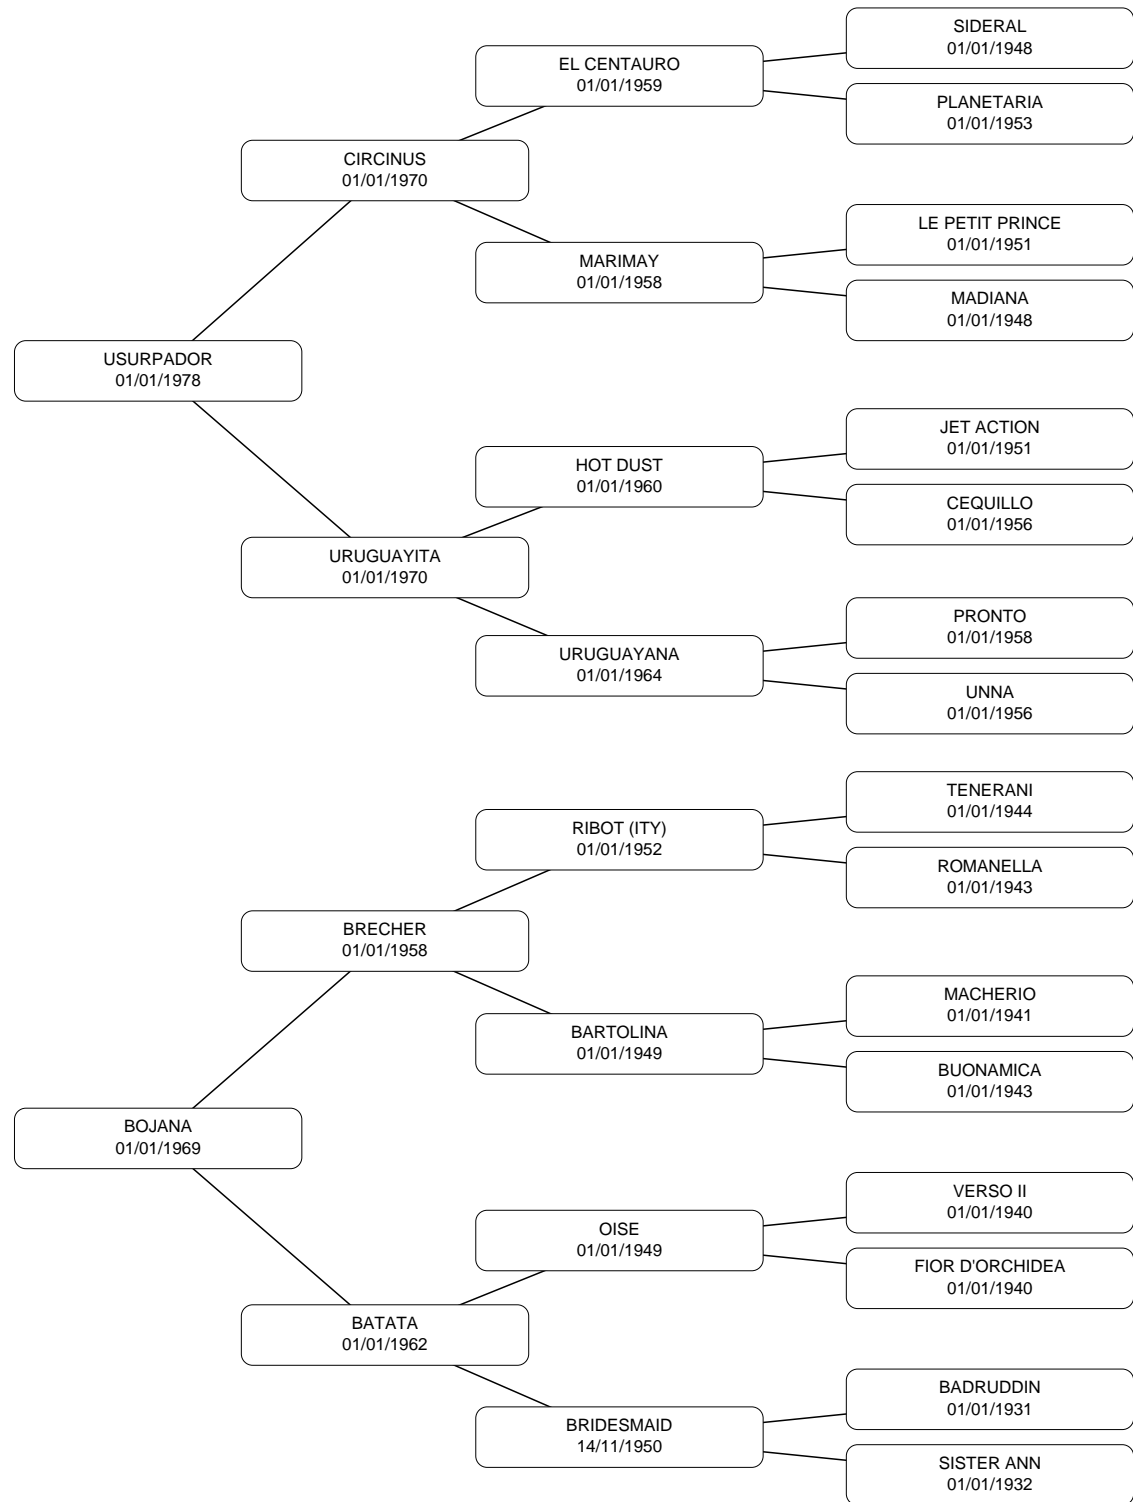 SIDERAL
01/01/1948
EL CENTAURO
01/01/1959
PLANETARIA
01/01/1953
CIRCINUS
01/01/1970
LE PETIT PRINCE
01/01/1951
MARIMAY
01/01/1958
MADIANA
01/01/1948
USURPADOR
01/01/1978
JET ACTION
01/01/1951
HOT DUST
01/01/1960
CEQUILLO
01/01/1956
URUGUAYITA
01/01/1970
PRONTO
01/01/1958
URUGUAYANA
01/01/1964
UNNA
01/01/1956
TENERANI
01/01/1944
RIBOT (ITY)
01/01/1952
ROMANELLA
01/01/1943
BRECHER
01/01/1958
MACHERIO
01/01/1941
BARTOLINA
01/01/1949
BUONAMICA
01/01/1943
BOJANA
01/01/1969
VERSO II
01/01/1940
OISE
01/01/1949
FIOR D'ORCHIDEA
01/01/1940
BATATA
01/01/1962
BADRUDDIN
01/01/1931
BRIDESMAID
14/11/1950
SISTER ANN
01/01/1932